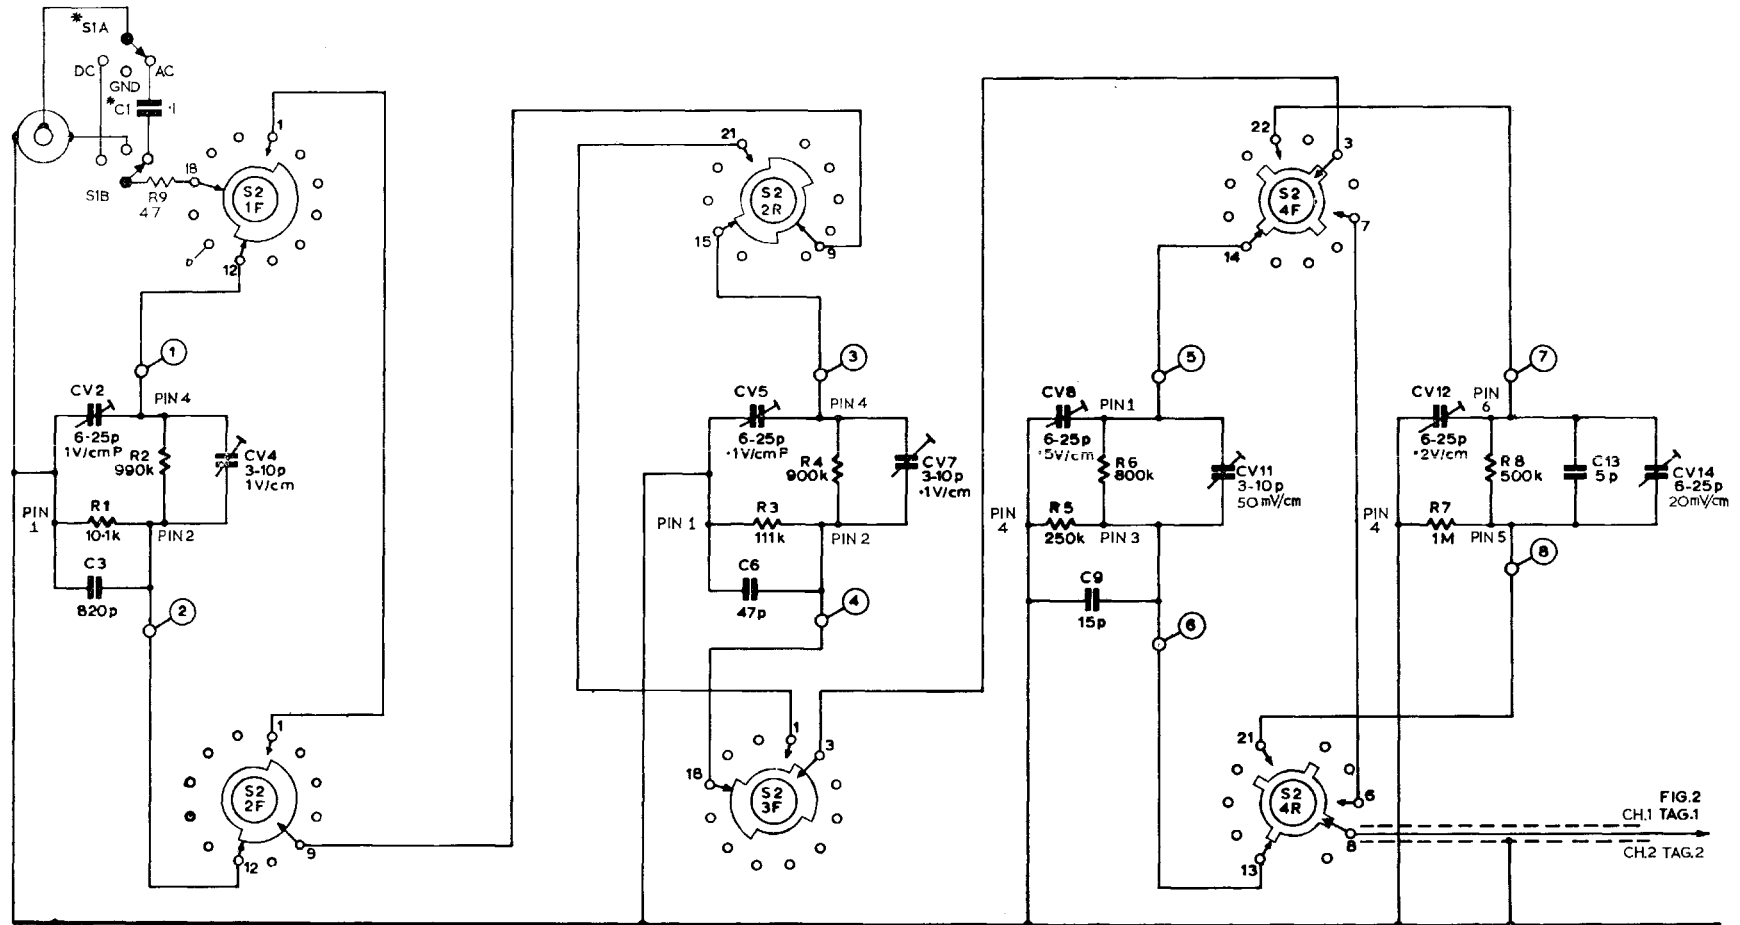 *S1A
DC
GND
AC
*C1
·1
S1B
R9
47
18
1
S2
1F
12
1
CV2
6-25p
1V/cmP
PIN 4
R2
990k
CV4
3-10p
1V/cm
PIN
1
R1
10·1k
PIN 2
C3
820p
2
1
S2
2F
12
9
21
S2
2R
15
9
3
CV5
6-25p
·1V/cmP
PIN 4
R4
900k
CV7
3-10p
·1V/cm
PIN 1
R3
111k
PIN 2
C6
47p
4
1
3
18
S2
3F
22
3
S2
4F
7
14
5
CV8
6-25p
·5V/cm
PIN 1
R6
800k
CV11
3-10p
50mV/cm
PIN
4
R5
250k
PIN 3
C9
15p
6
7
CV12
6-25p
·2V/cm
PIN
6
R8
500k
C13
5p
CV14
6-25p
20mV/cm
PIN
4
R7
1M
PIN 5
8
21
S2
4R
6
8
13
FIG.2
CH.1 TAG.1
CH.2 TAG.2